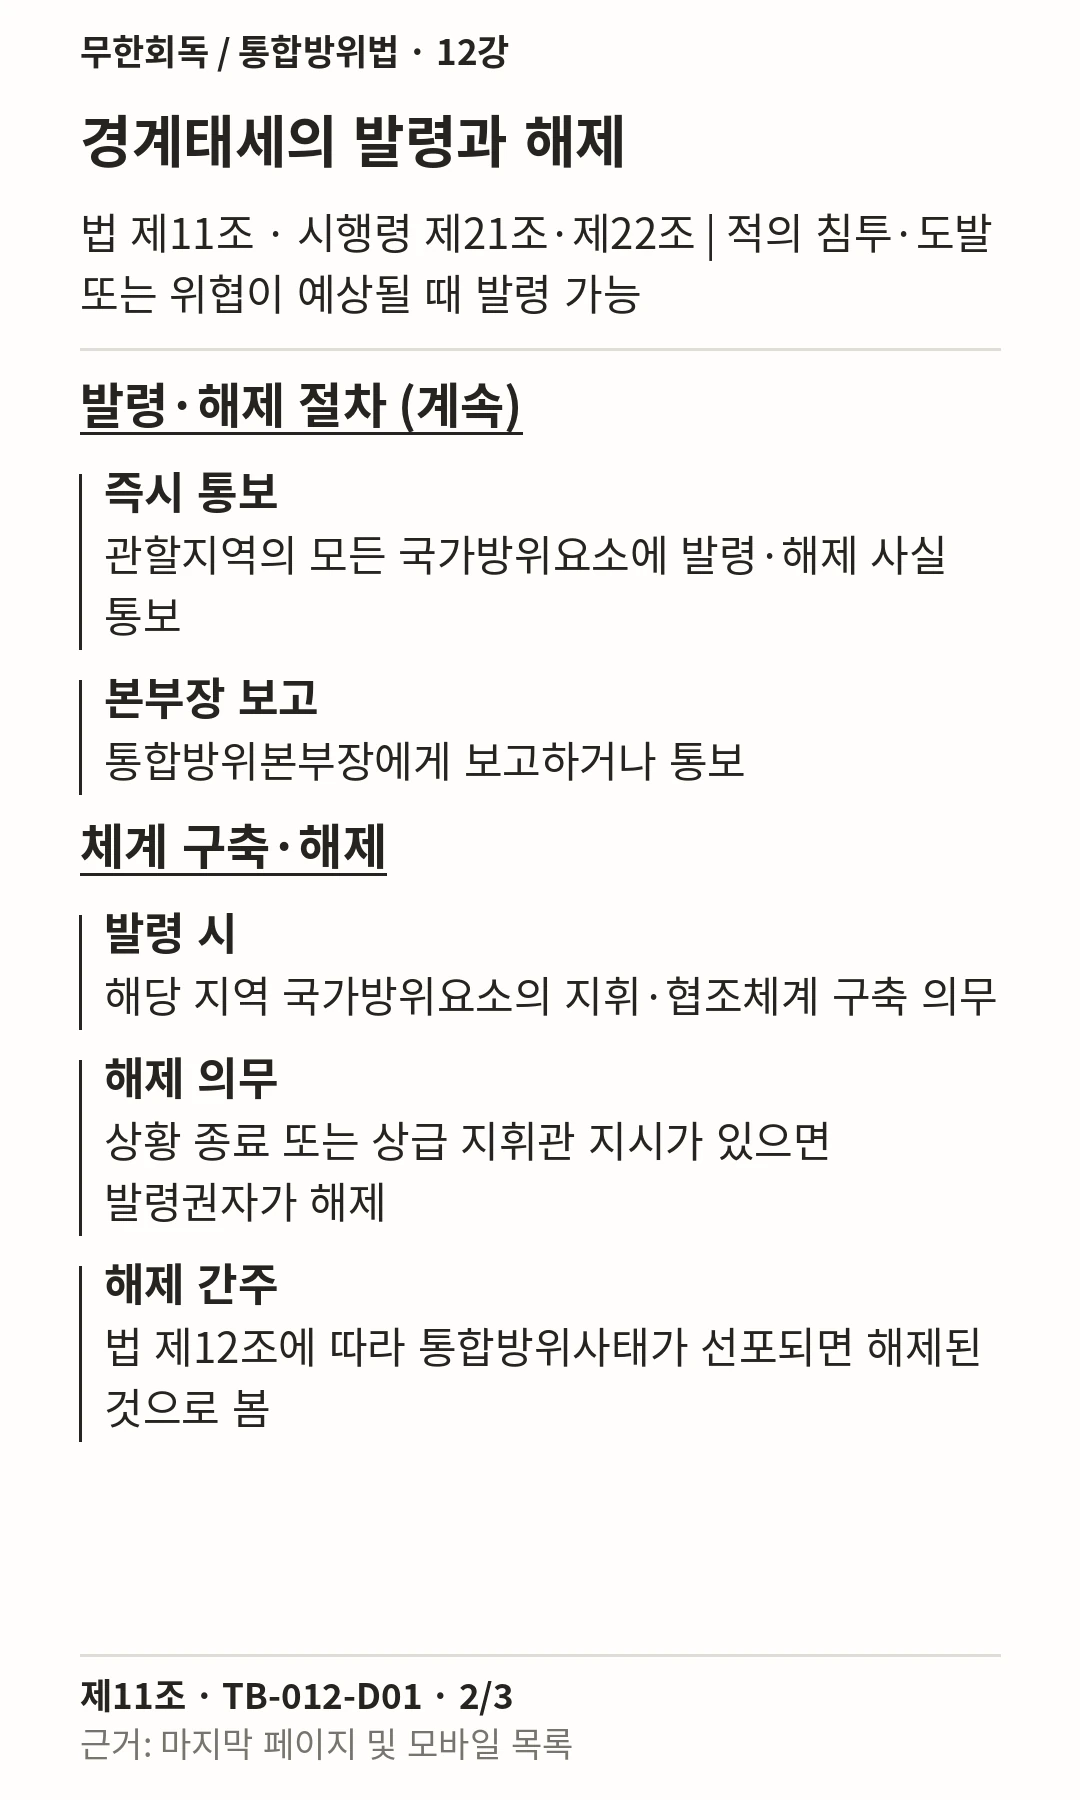 무한회독 / 통합방위법 · 12강
경계태세의 발령과 해제
법 제11조 · 시행령 제21조·제22조 | 적의 침투·도발
또는 위협이 예상될 때 발령 가능
발령·해제 절차 (계속)
즉시 통보
관할지역의 모든 국가방위요소에 발령·해제 사실
통보
본부장 보고
통합방위본부장에게 보고하거나 통보
체계 구축·해제
발령 시
해당 지역 국가방위요소의 지휘·협조체계 구축 의무
해제 의무
상황 종료 또는 상급 지휘관 지시가 있으면
발령권자가 해제
해제 간주
법 제12조에 따라 통합방위사태가 선포되면 해제된
것으로 봄
제11조 · TB-012-D01 · 2/3
근거: 마지막 페이지 및 모바일 목록